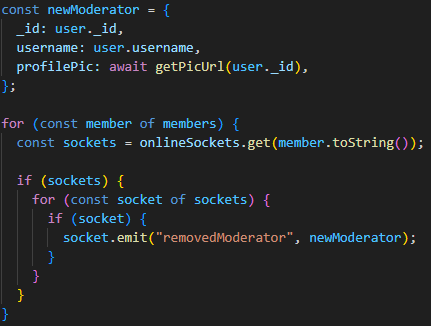 const newModerator = {
  _id: user._id,
  username: user.username,
  profilePic: await getPicUrl(user._id),
};

for (const member of members) {
  const sockets = onlineSockets.get(member.toString());

  if (sockets) {
    for (const socket of sockets) {
      if (socket) {
        socket.emit("removedModerator", newModerator);
      }
    }
  }
}